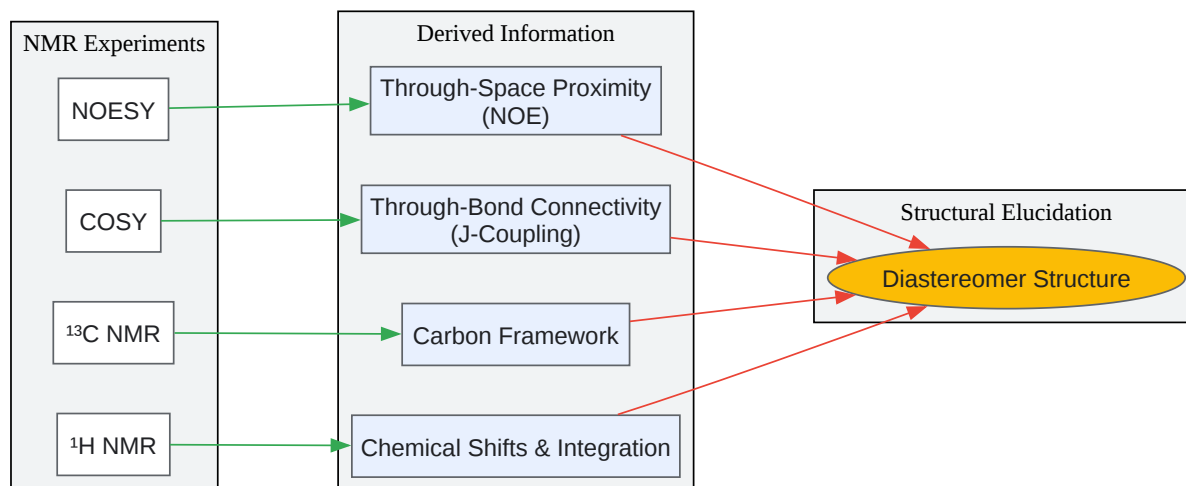 NMR Experiments
NOESY
COSY
¹³C NMR
¹H NMR
Derived Information
Through-Space Proximity
(NOE)
Through-Bond Connectivity
(J-Coupling)
Carbon Framework
Chemical Shifts & Integration
Structural Elucidation
Diastereomer Structure